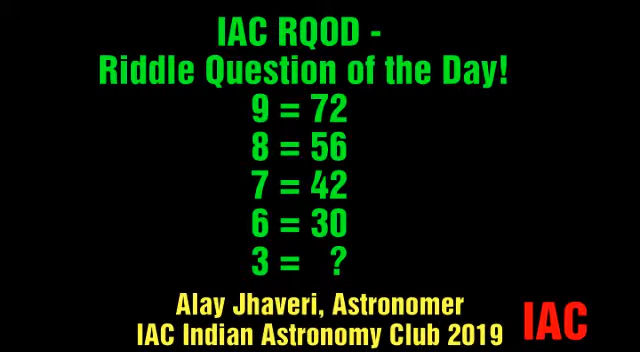 IAC RQOD -
Riddle Question of the Day!
9 = 72
8 = 56
7 = 42
6 = 30
3 = ?
Alay Jhaveri, Astronomer
IAC Indian Astronomy Club 2019
IAC